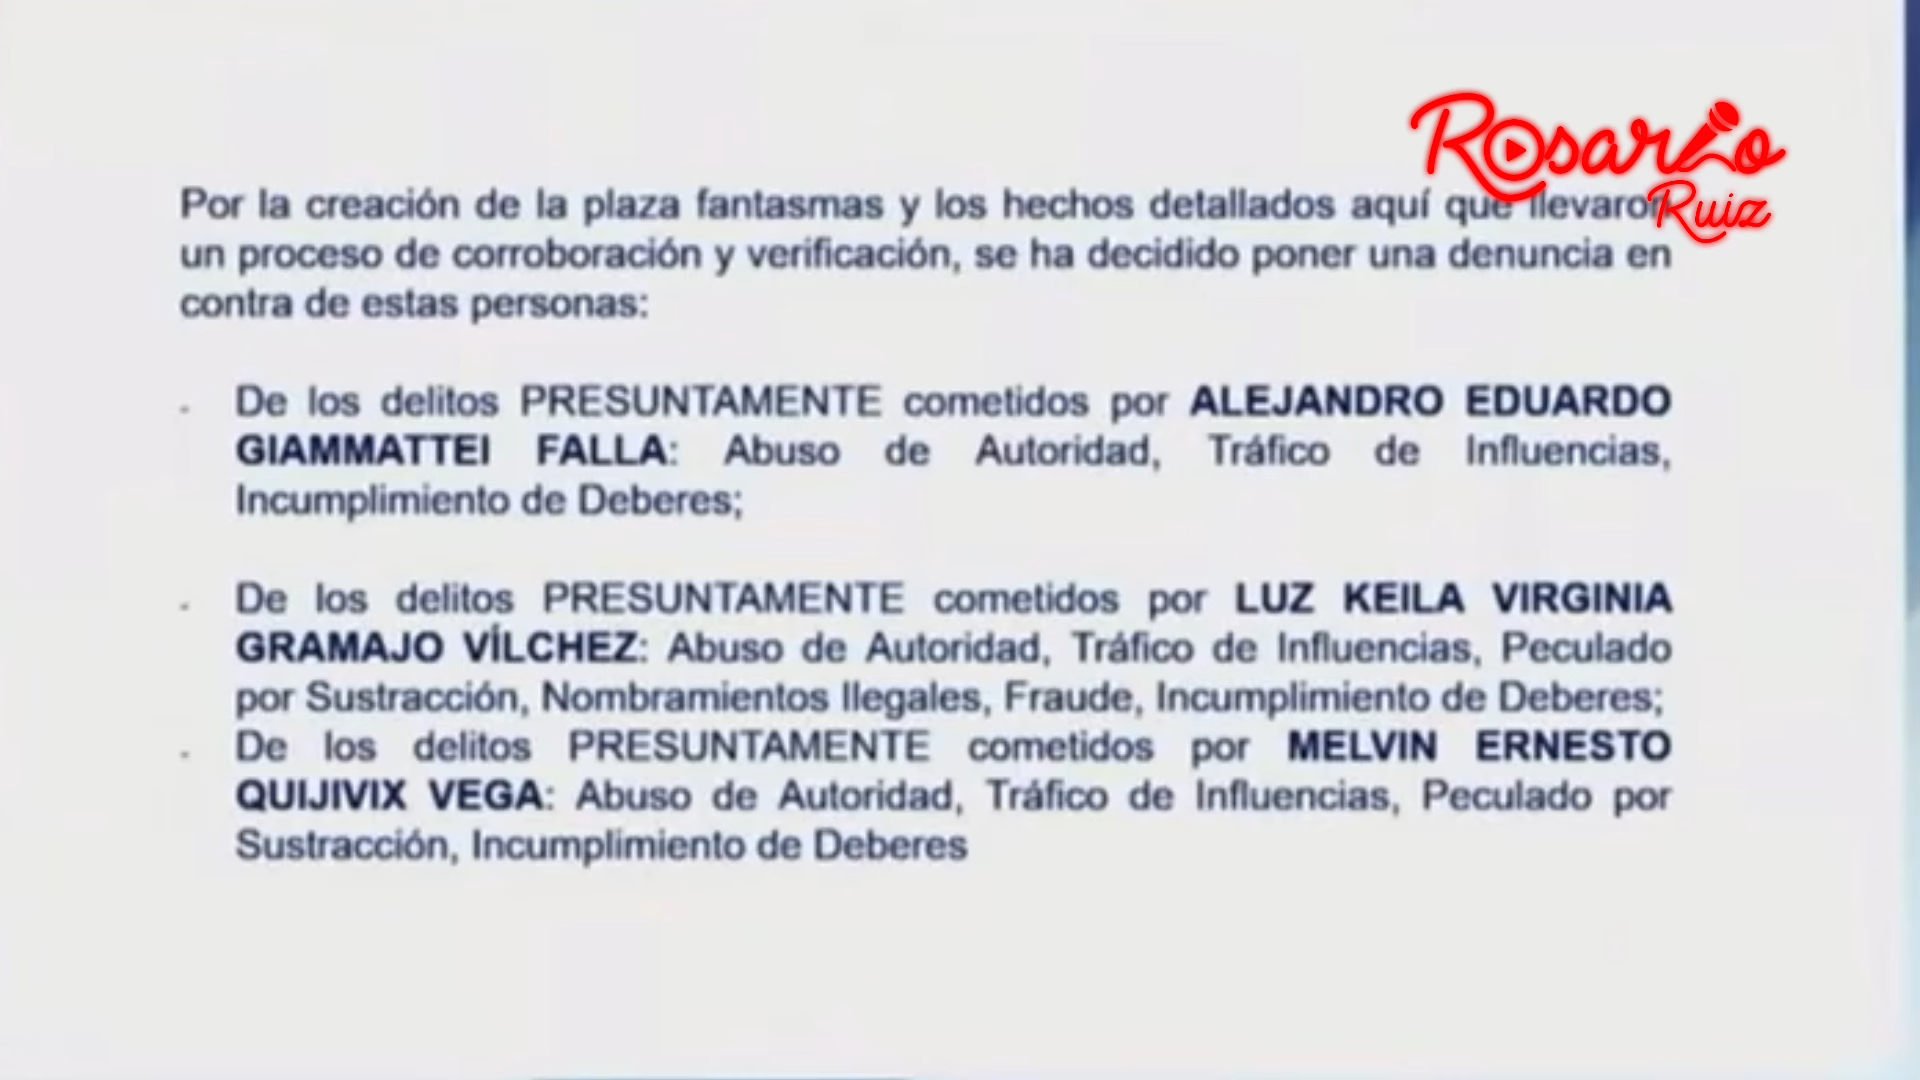 Rosario
Ruiz
Por la creación de la plaza fantasmas y los hechos detallados aquí que llevaron
un proceso de corroboración y verificación, se ha decidido poner una denuncia en
contra de estas personas:
- De los delitos PRESUNTAMENTE cometidos por ALEJANDRO EDUARDO
GIAMMATTEI FALLA: Abuso de Autoridad, Tráfico de Influencias,
Incumplimiento de Deberes;
- De los delitos PRESUNTAMENTE cometidos por LUZ KEILA VIRGINIA
GRAMAJO VÍLCHEZ: Abuso de Autoridad, Tráfico de Influencias, Peculado
por Sustracción, Nombramientos Ilegales, Fraude, Incumplimiento de Deberes;
- De los delitos PRESUNTAMENTE cometidos por MELVIN ERNESTO
QUIJIVIX VEGA: Abuso de Autoridad, Tráfico de Influencias, Peculado por
Sustracción, Incumplimiento de Deberes